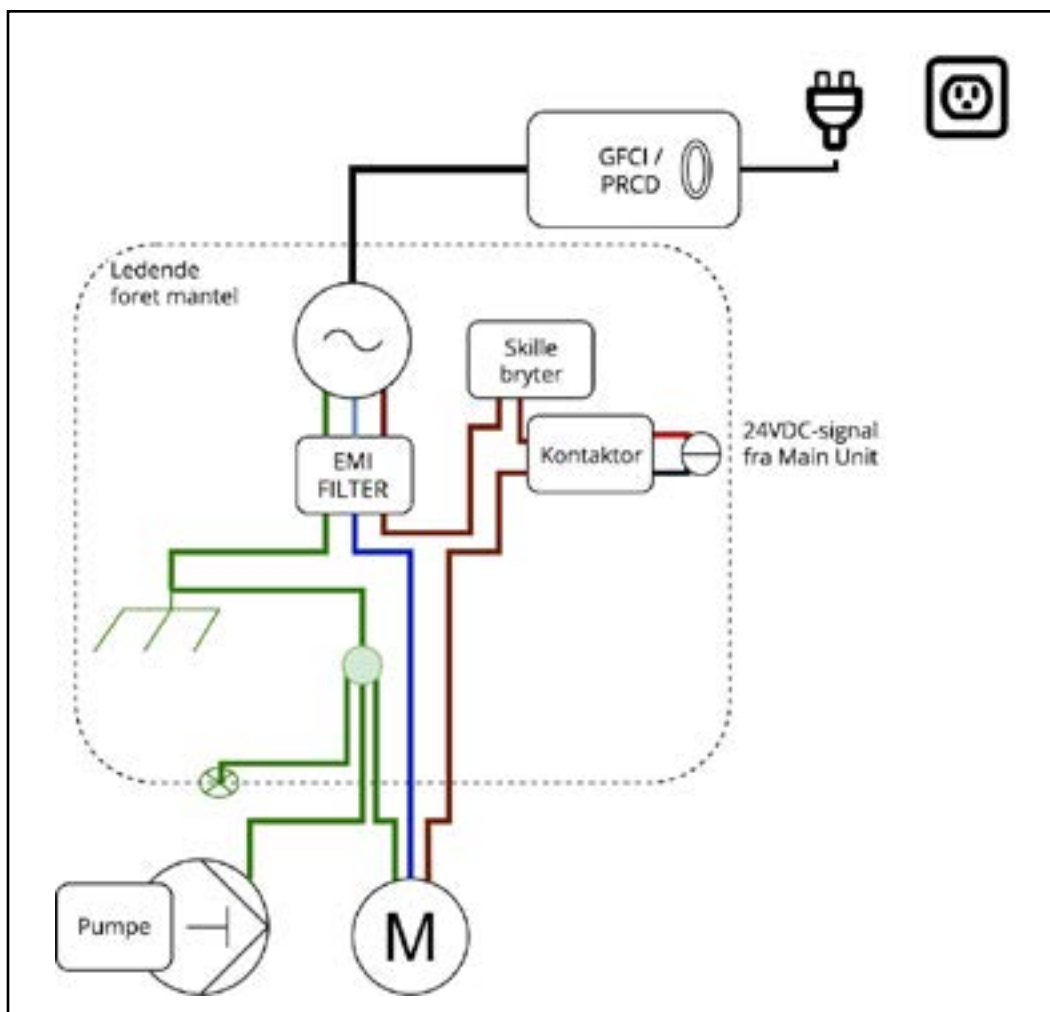 GFCI /
PRCD
Ledende
foret mantel
Skille
bryter
EMI
FILTER
Kontaktor
24VDC-signal
fra Main Unit
Pumpe
M